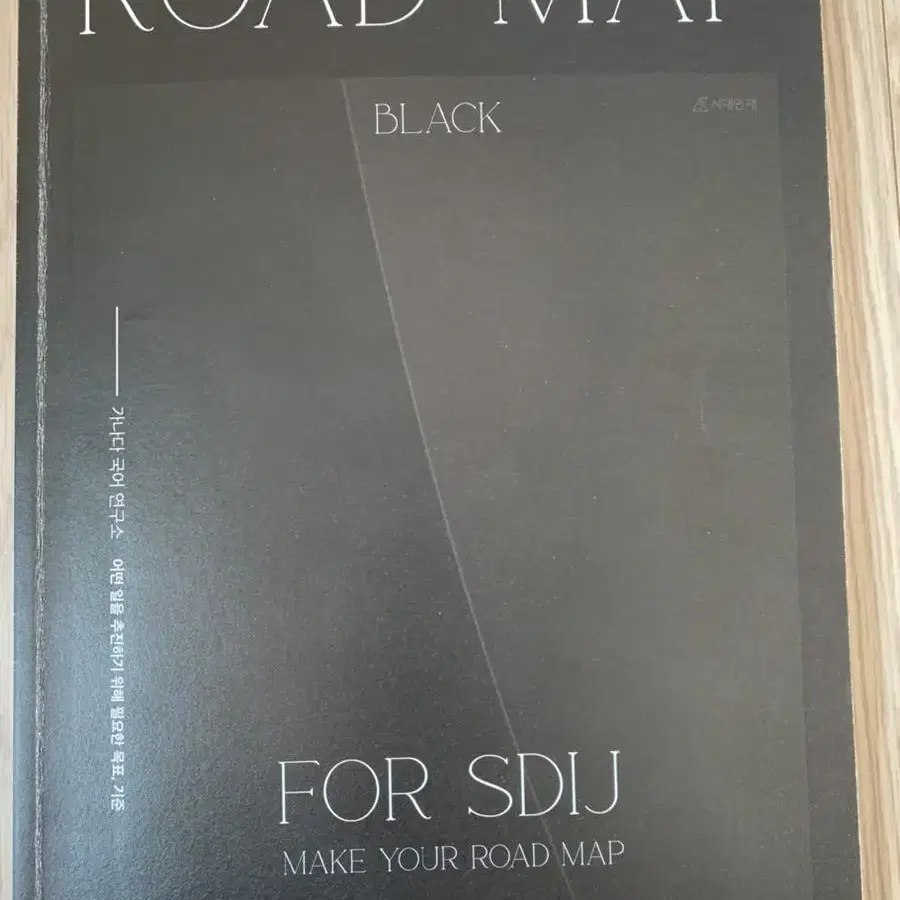 ROAD MAP
BLACK
시대인재
가나다 국어 연구소 어떤 일을 추진하기 위해 필요한 목표, 기준
FOR SDIJ
MAKE YOUR ROAD MAP